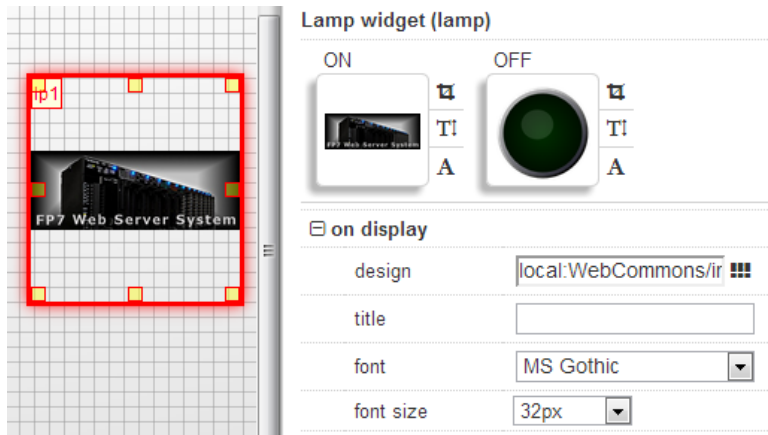 Lamp widget (lamp)
ON
OFF
lp1
FP7 Web Server System
FP7 Web Server System
T
A
T
A
on display
design
local:WebCommons/ir
title
font
MS Gothic
font size
32px